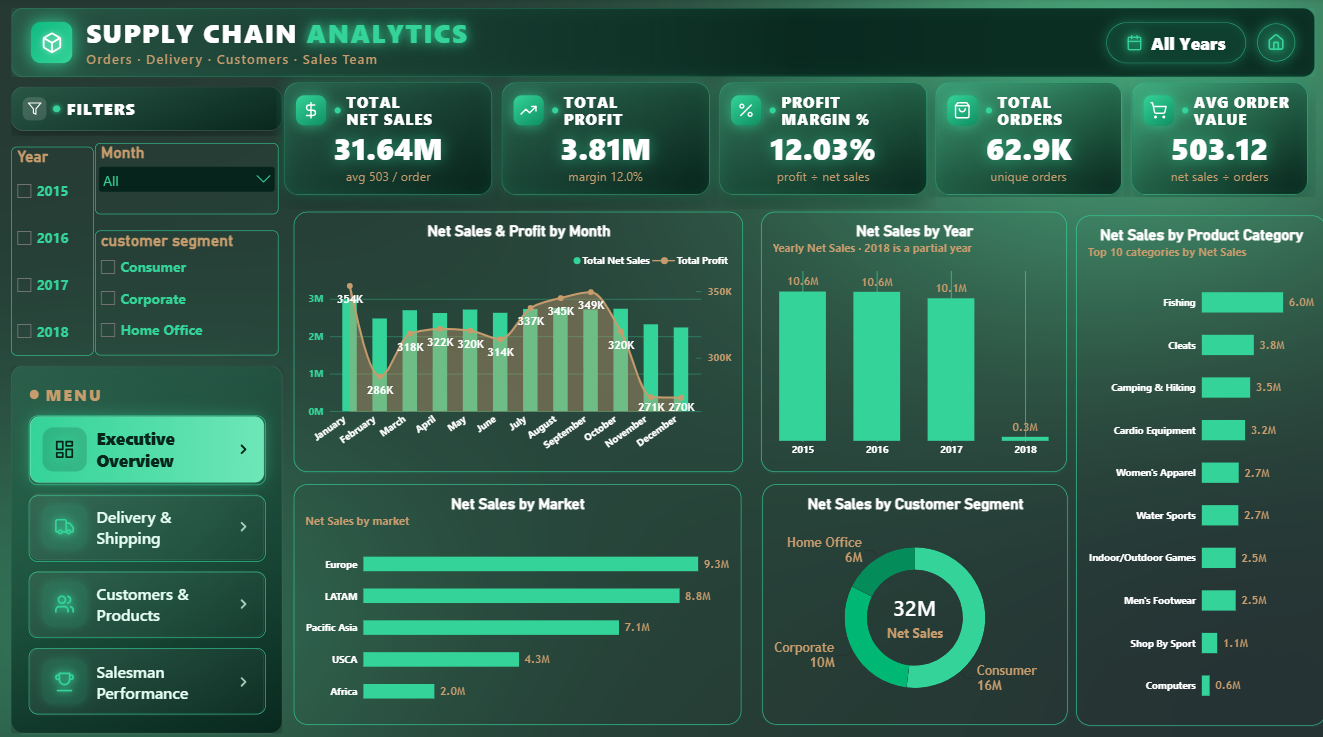 SUPPLY CHAIN ANALYTICS
Orders · Delivery · Customers · Sales Team
All Years
FILTERS
Year
2015
2016
2017
2018
Month
All
customer segment
Consumer
Corporate
Home Office
MENU
Executive
Overview
Delivery &
Shipping
Customers &
Products
Salesman
Performance
TOTAL
NET SALES
31.64M
avg 503 / order
TOTAL
PROFIT
3.81M
margin 12.0%
PROFIT
MARGIN %
12.03%
profit ÷ net sales
TOTAL
ORDERS
62.9K
unique orders
AVG ORDER
VALUE
503.12
net sales ÷ orders
Net Sales & Profit by Month
Total Net Sales Total Profit
3M
2M
1M
0M
350K
300K
354K
286K
318K
322K
320K
314K
337K
345K
349K
320K
271K
270K
January
February
March
April
May
June
July
August
September
October
November
December
Net Sales by Year
Yearly Net Sales · 2018 is a partial year
10.6M
10.6M
10.1M
0.3M
2015
2016
2017
2018
Net Sales by Product Category
Top 10 categories by Net Sales
Fishing 6.0M
Cleats 3.8M
Camping & Hiking 3.5M
Cardio Equipment 3.2M
Women's Apparel 2.7M
Water Sports 2.7M
Indoor/Outdoor Games 2.5M
Men's Footwear 2.5M
Shop By Sport 1.1M
Computers 0.6M
Net Sales by Market
Net Sales by market
Europe 9.3M
LATAM 8.8M
Pacific Asia 7.1M
USCA 4.3M
Africa 2.0M
Net Sales by Customer Segment
Home Office
6M
32M
Net Sales
Corporate
10M
Consumer
16M